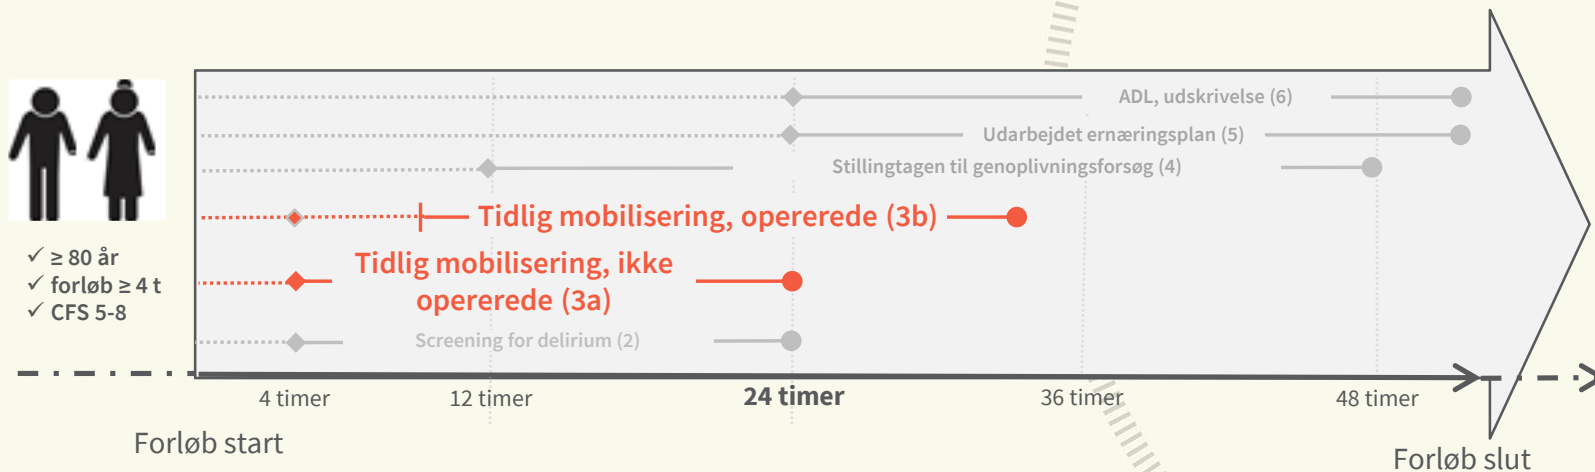 ADL, udskrivelse (6)
Udarbejdet ernæringsplan (5)
Stillingtagen til genoplivningsforsøg (4)
Tidlig mobilisering, opererede (3b)
Tidlig mobilisering, ikke
opererede (3a)
Screening for delirium (2)
✓ ≥ 80 år
✓ forløb ≥ 4 t
✓ CFS 5-8
4 timer
12 timer
24 timer
36 timer
48 timer
Forløb start
Forløb slut